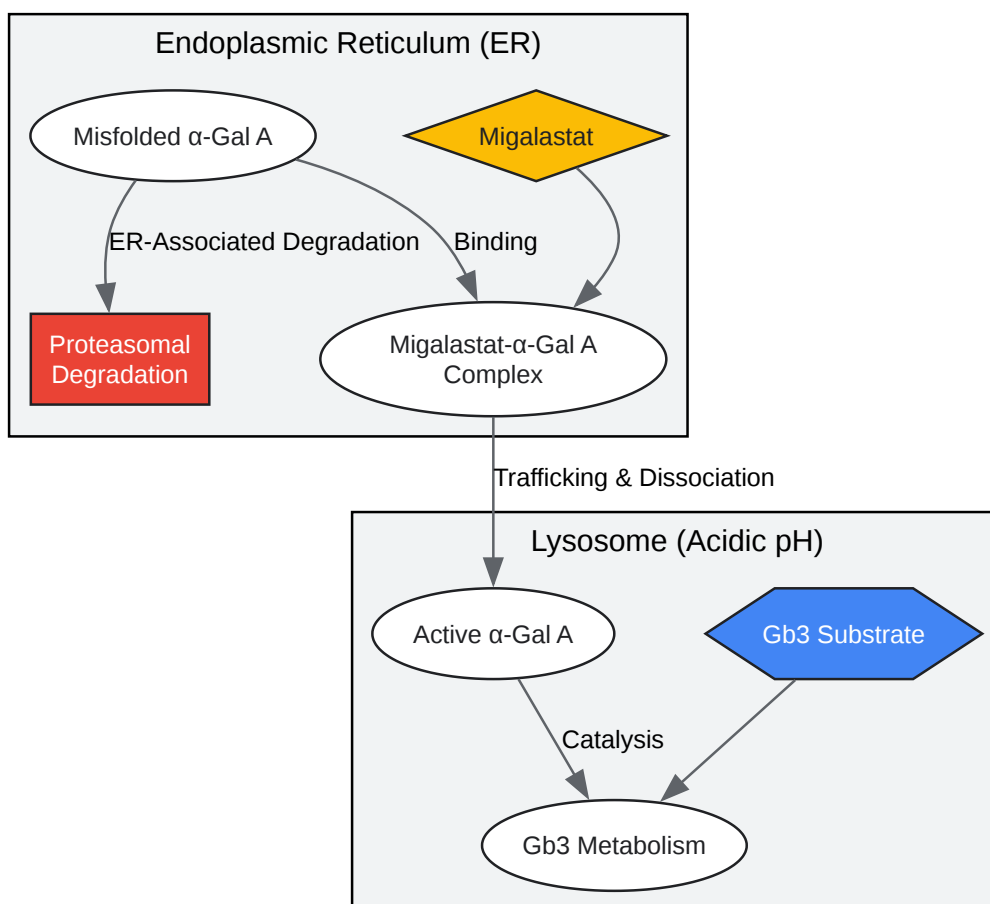 Endoplasmic Reticulum (ER)
Misfolded α-Gal A
Migalastat
ER-Associated Degradation
Binding
Proteasomal
Degradation
Migalastat-α-Gal A
Complex
Trafficking & Dissociation
Lysosome (Acidic pH)
Active α-Gal A
Gb3 Substrate
Catalysis
Gb3 Metabolism